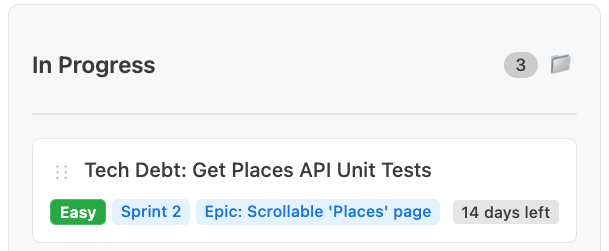 In Progress
3
Tech Debt: Get Places API Unit Tests
Easy Sprint 2 Epic: Scrollable 'Places' page 14 days left